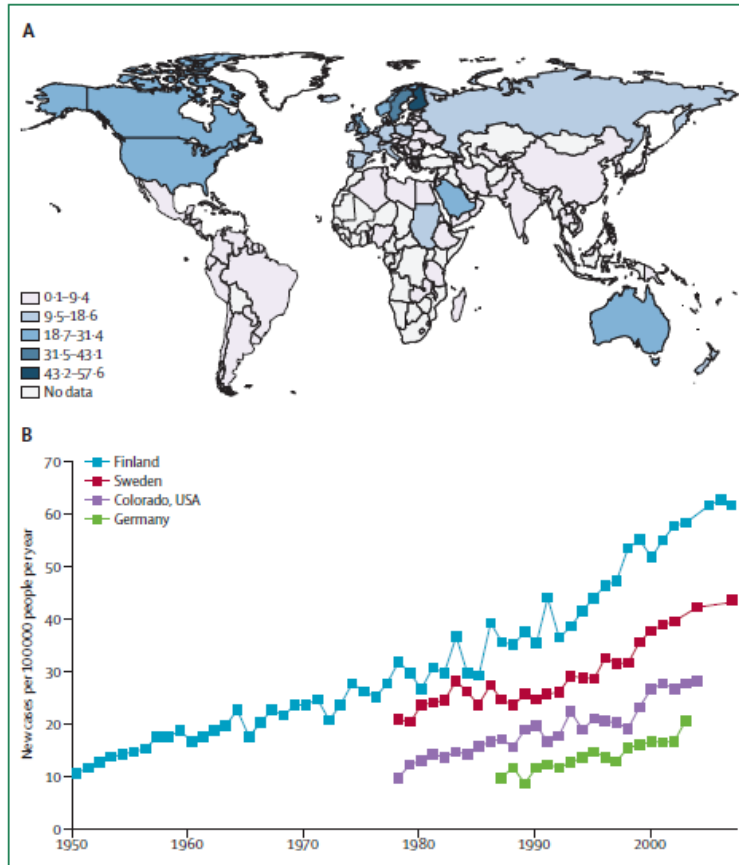 A
0·1–9·4
9·5–18·6
18·7–31·4
31·5–43·1
43·2–57·6
No data
B
70
60
50
40
30
20
10
0
New cases per 100 000 people per year
Finland
Sweden
Colorado, USA
Germany
1950
1960
1970
1980
1990
2000